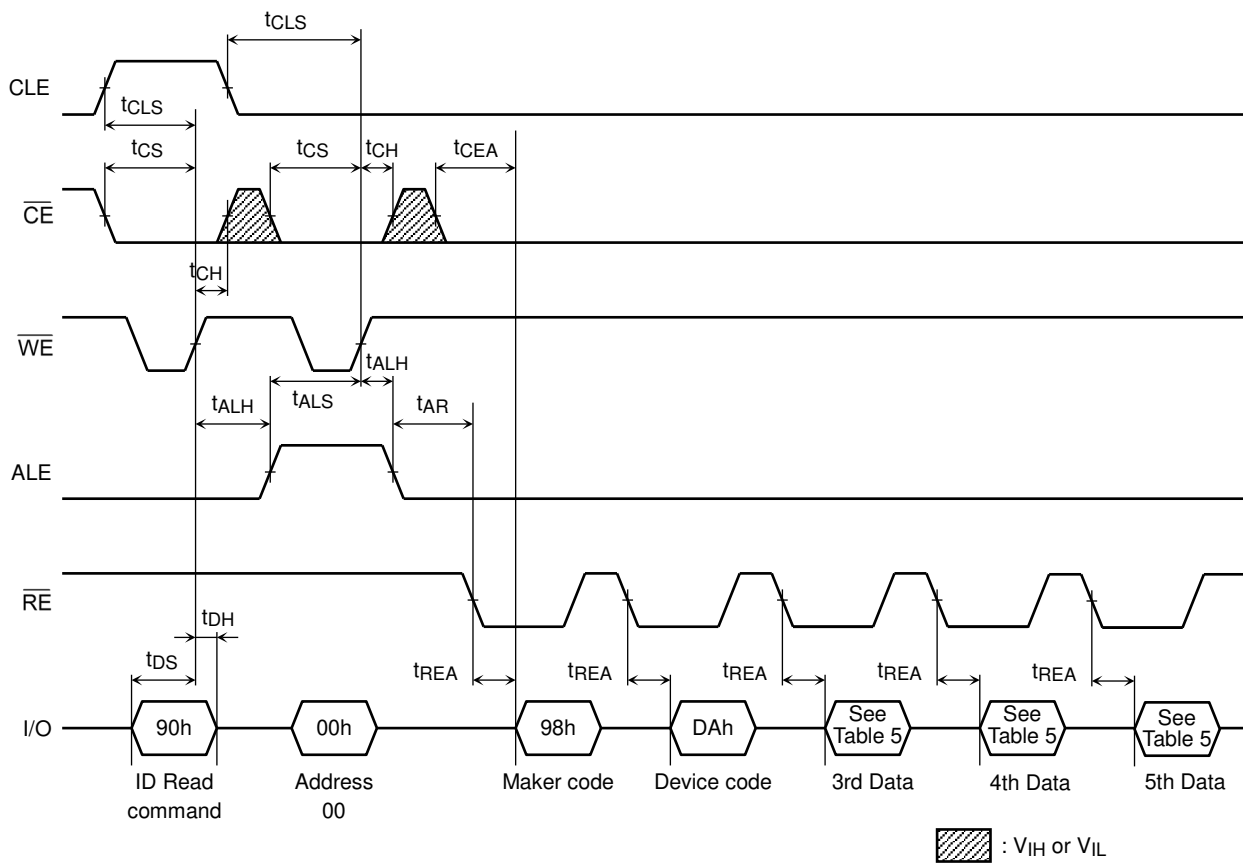 tCLS
CLE
tCLS
tCS
tCS
tCH
tCEA
CE
tCH
WE
tALH
tALH
tALS
tAR
ALE
RE
tDH
tDS
tREA
tREA
tREA
tREA
tREA
I/O
90h
00h
98h
DAh
See
Table 5
See
Table 5
See
Table 5
ID Read
command
Address
00
Maker code
Device code
3rd Data
4th Data
5th Data
: VIH or VIL